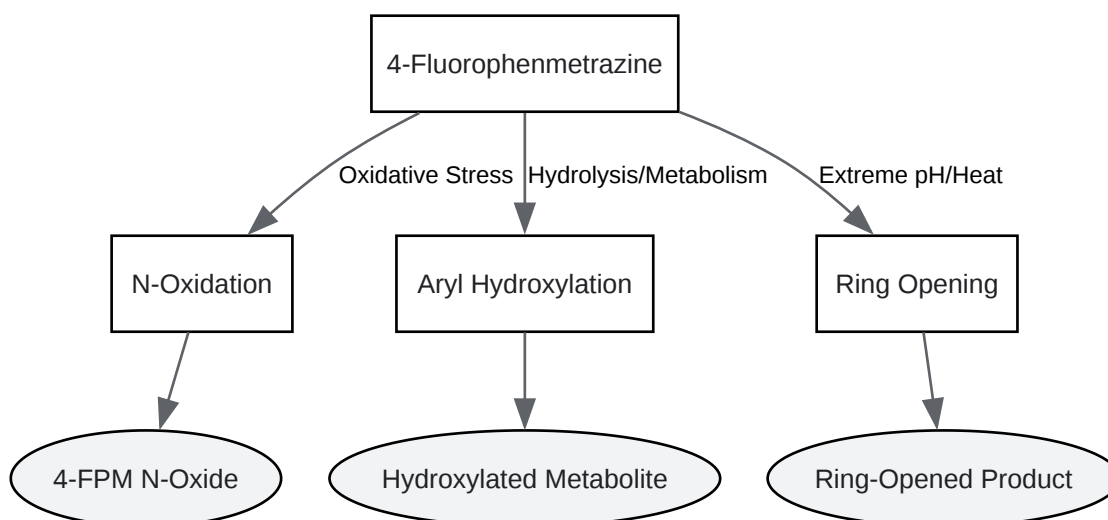 4-Fluorophenmetrazine
Oxidative Stress
Hydrolysis/Metabolism
Extreme pH/Heat
N-Oxidation
Aryl Hydroxylation
Ring Opening
4-FPM N-Oxide
Hydroxylated Metabolite
Ring-Opened Product